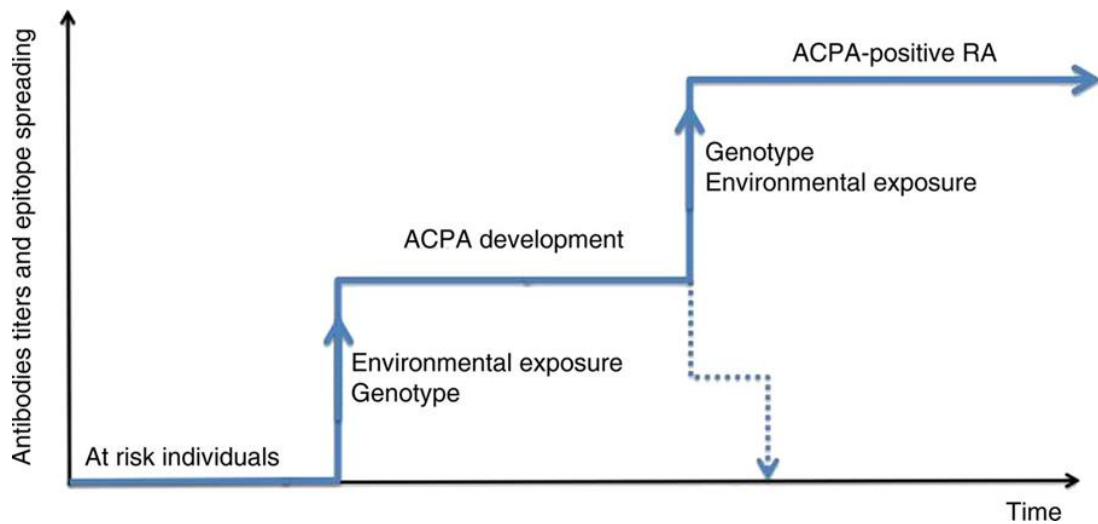 Antibodies titers and epitope spreading
ACPA-positive RA
Genotype
Environmental exposure
ACPA development
Environmental exposure
Genotype
At risk individuals
Time